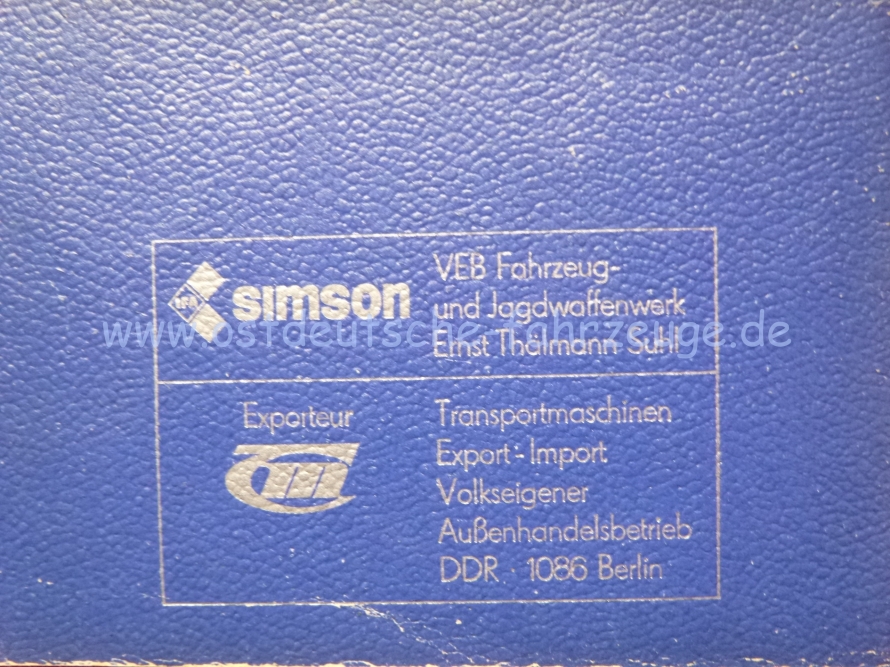 simson
VEB Fahrzeug-
und Jagdwaffenwerk
Ernst Thälmann Suhl
www.ostdeutsche-fahrzeuge.de
Exporteur
Transportmaschinen
Export-Import
Volkseigener
Außenhandelsbetrieb
DDR · 1086 Berlin